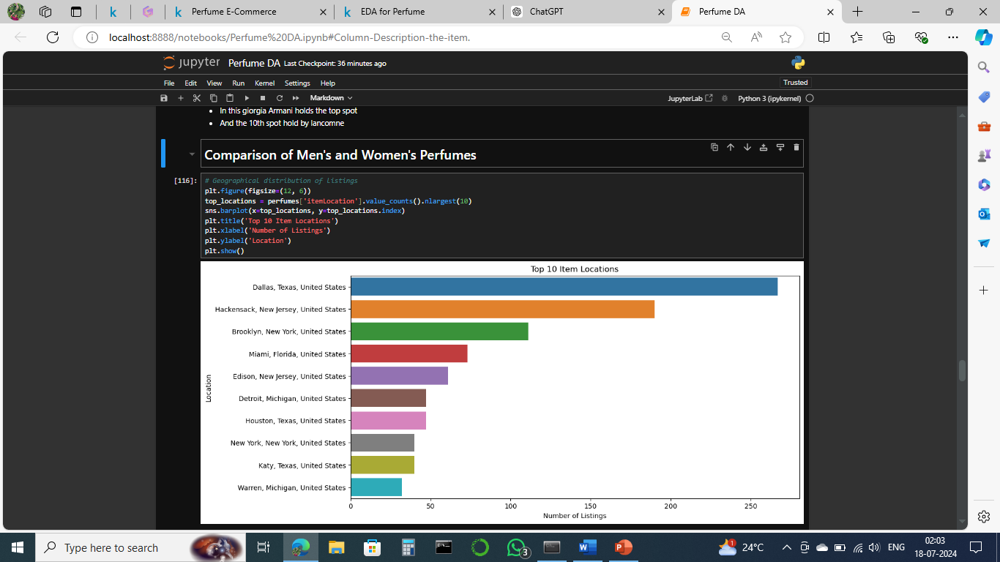 Perfume E-Commerce
EDA for Perfume
ChatGPT
Perfume DA
localhost:8888/notebooks/Perfume%20DA.ipynb#Column-Description-the-item.
jupyter Perfume DA Last Checkpoint: 36 minutes ago
File Edit View Run Kernel Settings Help
Trusted
Markdown
JupyterLab
Python 3 (ipykernel)
In this giorgia Armani holds the top spot
And the 10th spot hold by lancomne
Comparison of Men's and Women's Perfumes
[116]:
# Geographical distribution of listings
plt.figure(figsize=(12, 6))
top_locations = perfumes['itemLocation'].value_counts().nlargest(10)
sns.barplot(x=top_locations, y=top_locations.index)
plt.title('Top 10 Item Locations')
plt.xlabel('Number of Listings')
plt.ylabel('Location')
plt.show()
Top 10 Item Locations
Dallas, Texas, United States
Hackensack, New Jersey, United States
Brooklyn, New York, United States
Miami, Florida, United States
Edison, New Jersey, United States
Detroit, Michigan, United States
Houston, Texas, United States
New York, New York, United States
Katy, Texas, United States
Warren, Michigan, United States
Location
0 50 100 150 200 250
Number of Listings
Type here to search
3
1
24°C
ENG
02:03
18-07-2024